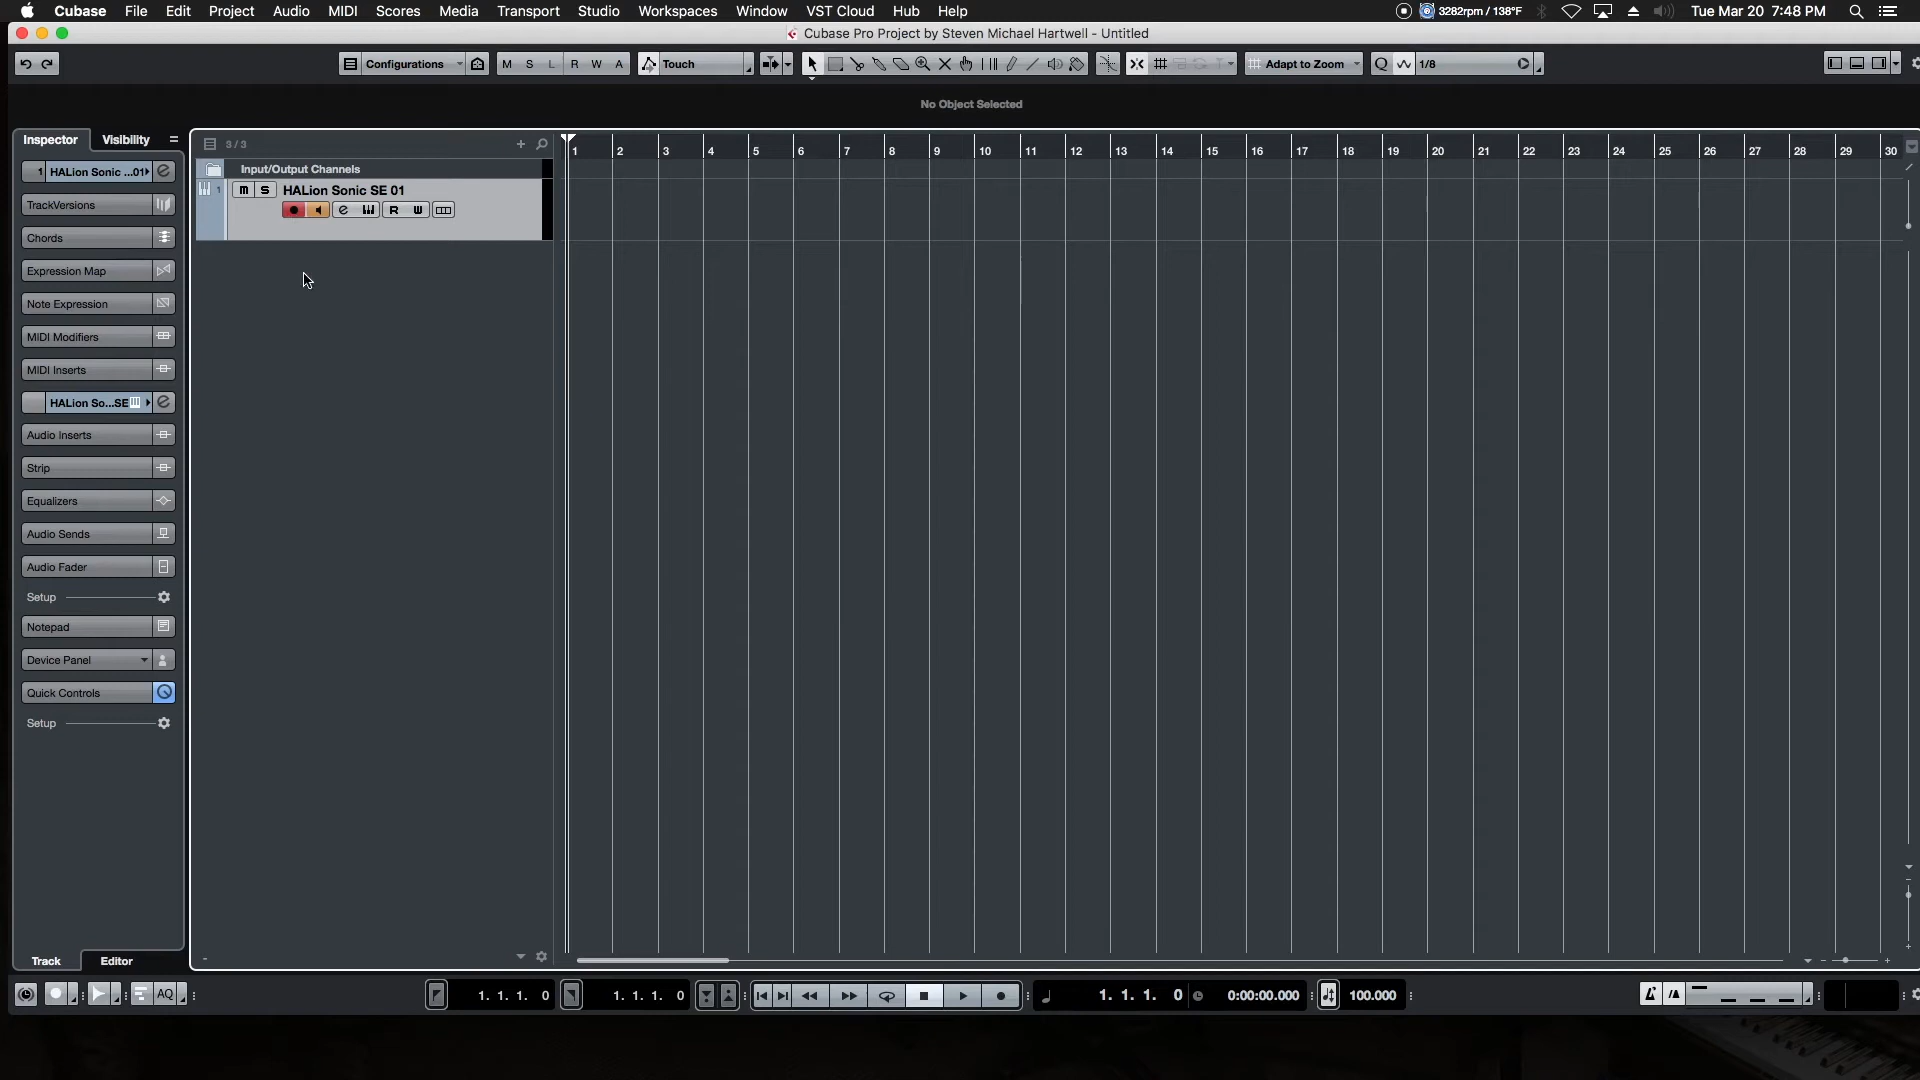 Cubase File Edit Project Audio MIDI Scores Media Transport Studio Workspaces Window VST Cloud Hub Help 3282rpm / 138°F Tue Mar 20 7:48 PM
Cubase Pro Project by Steven Michael Hartwell - Untitled
Configurations M S L R W A Touch Adapt to Zoom Q 1/8
No Object Selected
Inspector Visibility 3 / 3
1 2 3 4 5 6 7 8 9 10 11 12 13 14 15 16 17 18 19 20 21 22 23 24 25 26 27 28 29 30
Input/Output Channels
1 HALion Sonic ...01
1 m S HALion Sonic SE 01
e R W
TrackVersions
Chords
Expression Map
Note Expression
MIDI Modifiers
MIDI Inserts
HALion So...SE
Audio Inserts
Strip
Equalizers
Audio Sends
Audio Fader
Setup
Notepad
Device Panel
Quick Controls
Setup
Track Editor
AQ 1. 1. 1. 0 1. 1. 1. 0 1. 1. 1. 0 0:00:00.000 100.000